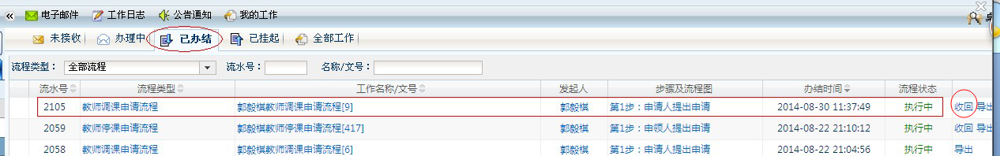 « 电子邮件 工作日志 公告通知 我的工作
未接收 办理中 已办结 已挂起 全部工作
流程类型： 全部流程 流水号： 名称/文号：
流水号 流程类型 工作名称/文号 发起人 步骤及流程图 办结时间 流程状态
2105 教师调课申请流程 郭毅棋教师调课申请流程[9] 郭毅棋 第1步：申请人提出申请 2014-08-30 11:37:49 执行中 收回 导出
2059 教师停课申请流程 郭毅棋教师停课申请流程[417] 郭毅棋 第1步：申领人提出申请 2014-08-22 21:10:12 执行中 收回 导出
2058 教师调课申请流程 郭毅棋教师调课申请流程[6] 郭毅棋 第1步：申请人提出申请 2014-08-22 21:04:56 执行中 导出